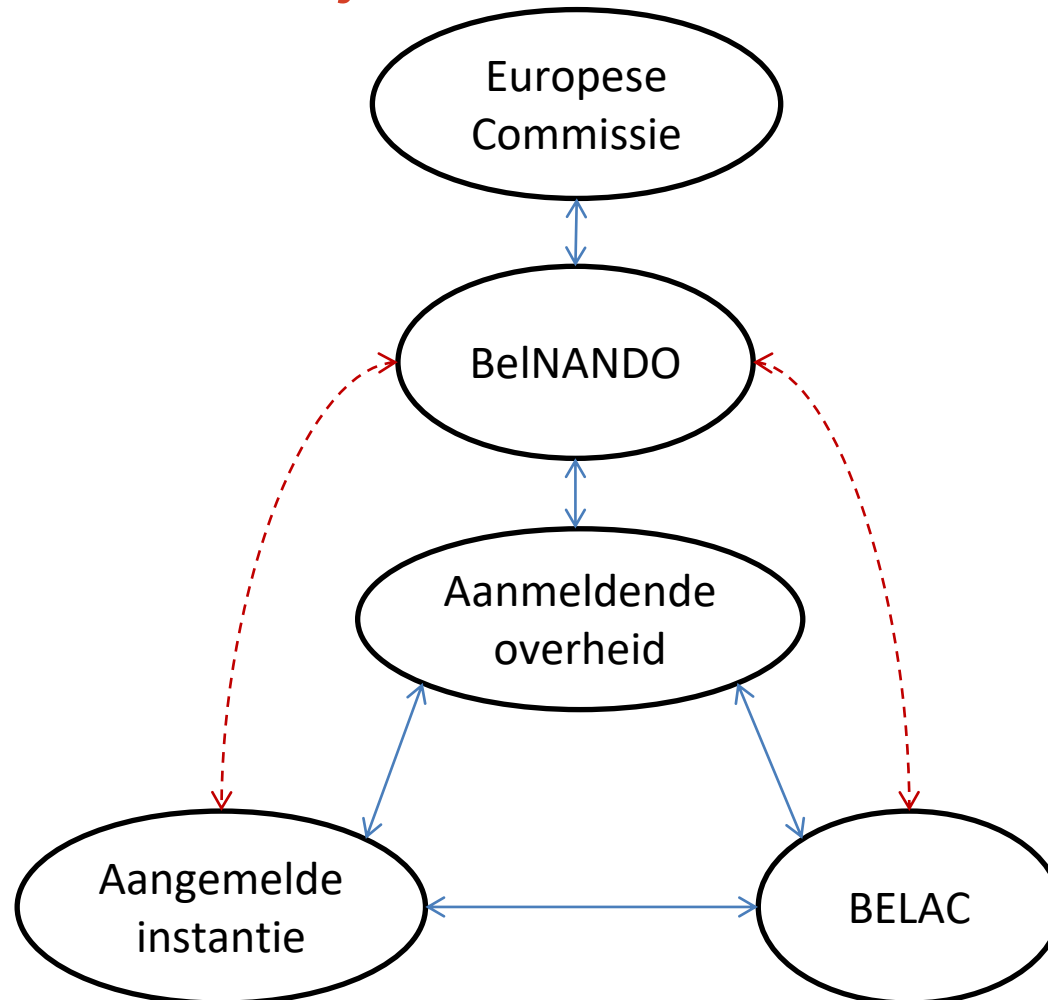 Europese
Commissie
BelNANDO
Aanmeldende
overheid
Aangemelde
instantie
BELAC